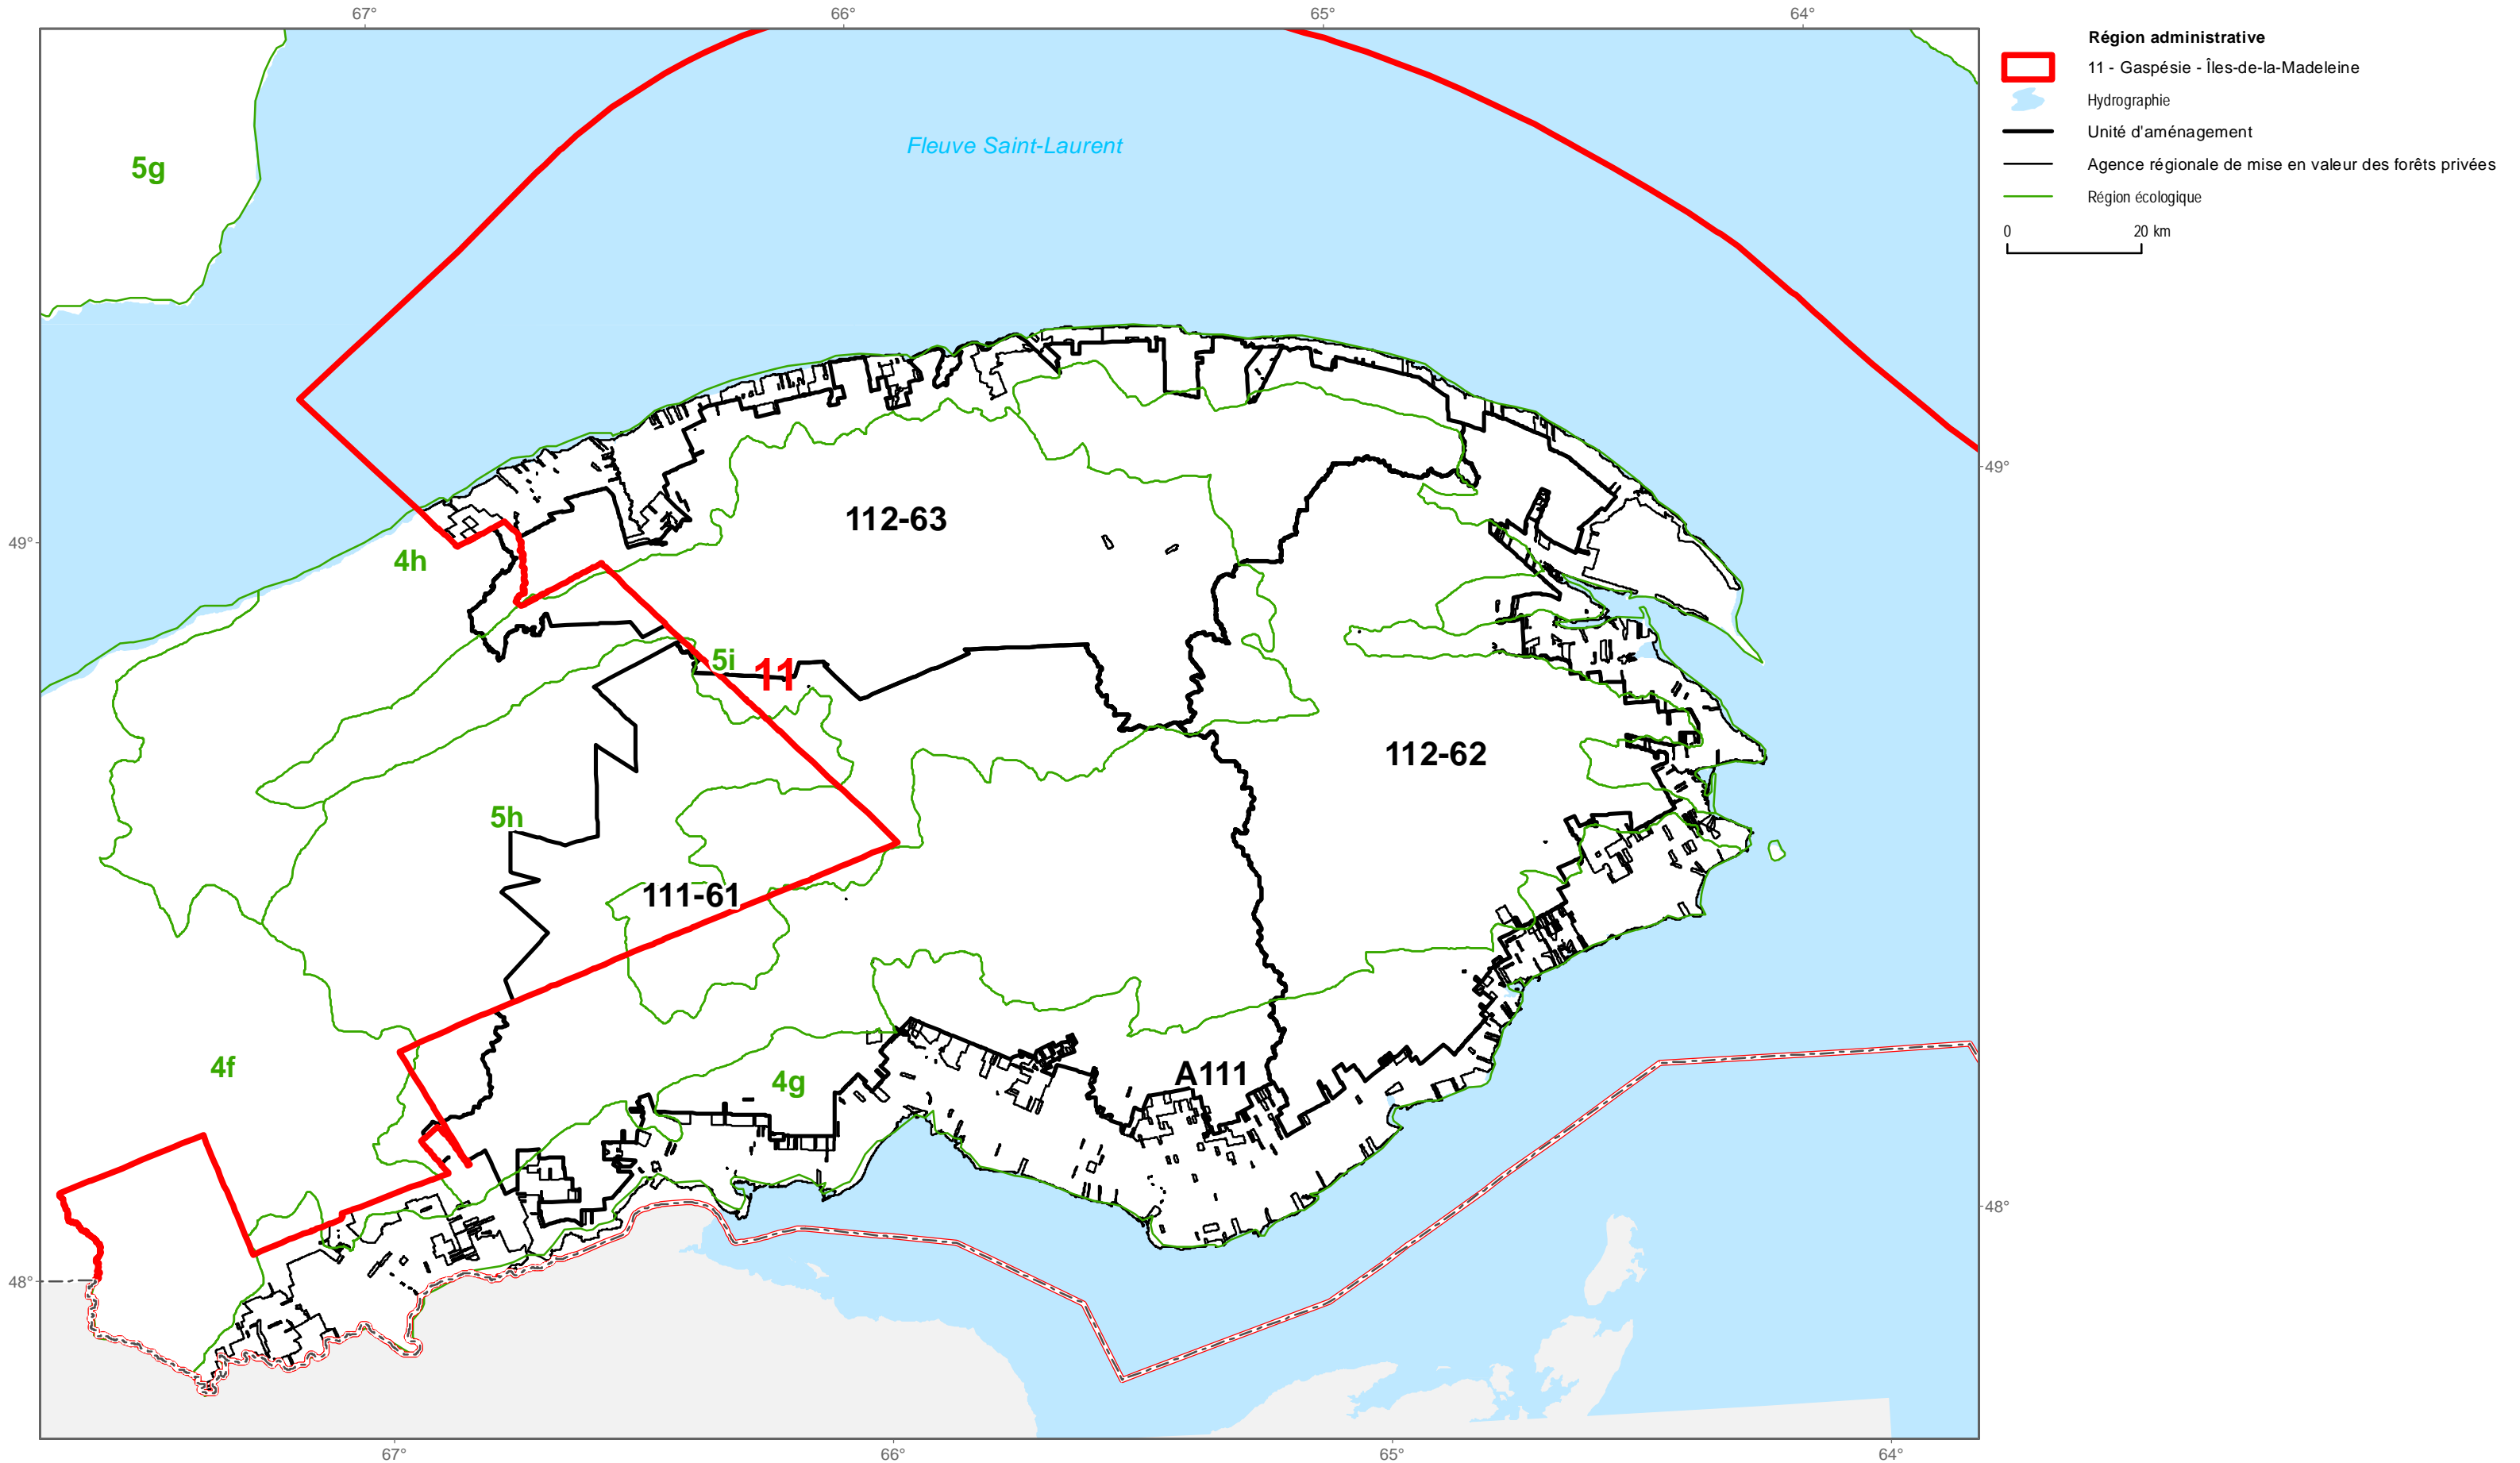 67° 66° 65° 64°
Région administrative
11 - Gaspésie - Îles-de-la-Madeleine
Hydrographie
Unité d'aménagement
Agence régionale de mise en valeur des forêts privées
Région écologique
0 20 km
Fleuve Saint-Laurent
5g
49°
112-63
49°
4h
5i
11
112-62
5h
111-61
4f
4g
A111
48°
48°
67° 66° 65° 64°